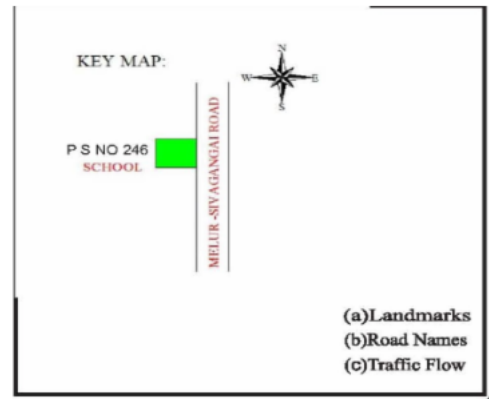 KEY MAP:
N
W
E
S
P S NO 246
SCHOOL
MELUR -SIVAGANGAI ROAD
(a)Landmarks
(b)Road Names
(c)Traffic Flow